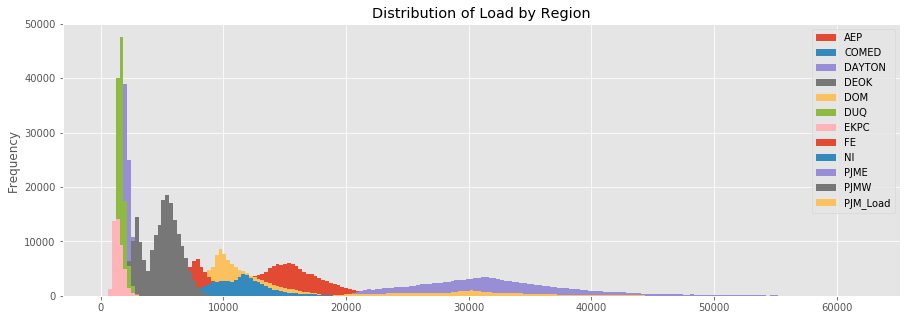 Distribution of Load by Region
50000
40000
30000
20000
10000
0
Frequency
0 10000 20000 30000 40000 50000 60000
AEP
COMED
DAYTON
DEOK
DOM
DUQ
EKPC
FE
NI
PJME
PJMW
PJM_Load